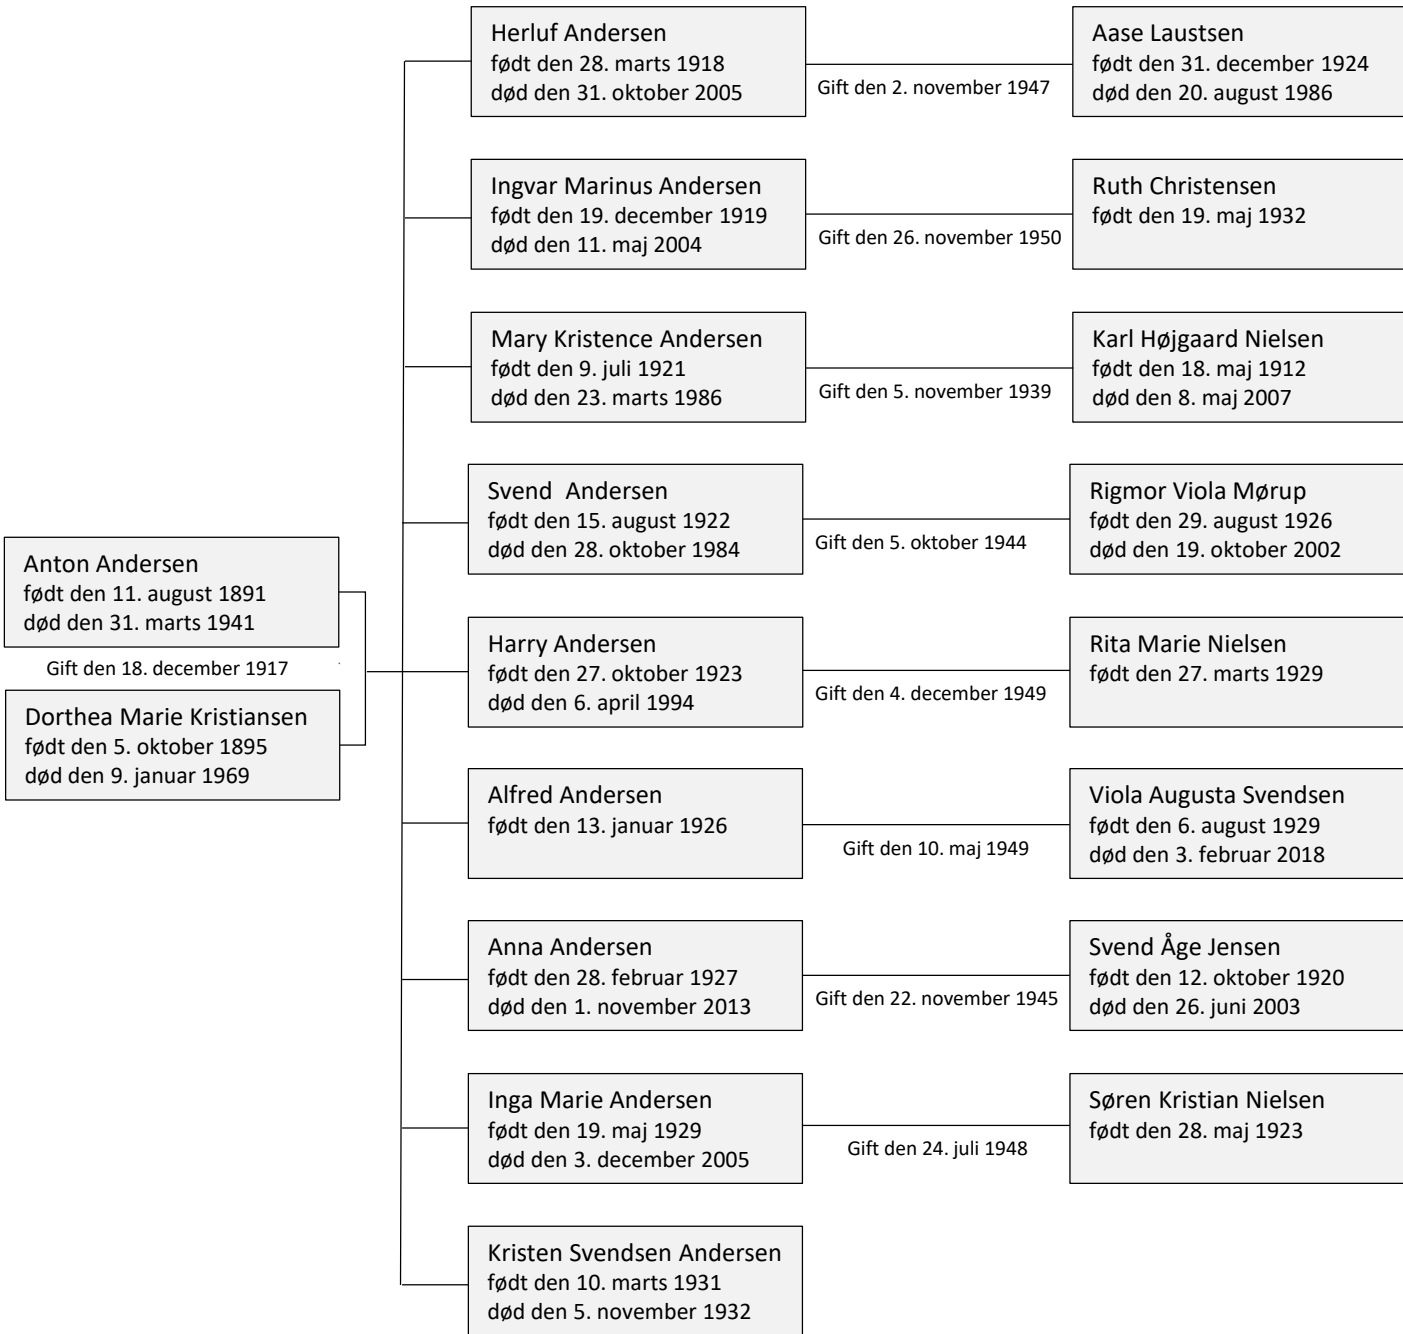 Herluf Andersen
født den 28. marts 1918
død den 31. oktober 2005
Gift den 2. november 1947
Aase Laustsen
født den 31. december 1924
død den 20. august 1986
Ingvar Marinus Andersen
født den 19. december 1919
død den 11. maj 2004
Gift den 26. november 1950
Ruth Christensen
født den 19. maj 1932
Mary Kristence Andersen
født den 9. juli 1921
død den 23. marts 1986
Gift den 5. november 1939
Karl Højgaard Nielsen
født den 18. maj 1912
død den 8. maj 2007
Svend  Andersen
født den 15. august 1922
død den 28. oktober 1984
Gift den 5. oktober 1944
Rigmor Viola Mørup
født den 29. august 1926
død den 19. oktober 2002
Anton Andersen
født den 11. august 1891
død den 31. marts 1941
Gift den 18. december 1917
Dorthea Marie Kristiansen
født den 5. oktober 1895
død den 9. januar 1969
Harry Andersen
født den 27. oktober 1923
død den 6. april 1994
Gift den 4. december 1949
Rita Marie Nielsen
født den 27. marts 1929
Alfred Andersen
født den 13. januar 1926
Gift den 10. maj 1949
Viola Augusta Svendsen
født den 6. august 1929
død den 3. februar 2018
Anna Andersen
født den 28. februar 1927
død den 1. november 2013
Gift den 22. november 1945
Svend Åge Jensen
født den 12. oktober 1920
død den 26. juni 2003
Inga Marie Andersen
født den 19. maj 1929
død den 3. december 2005
Gift den 24. juli 1948
Søren Kristian Nielsen
født den 28. maj 1923
Kristen Svendsen Andersen
født den 10. marts 1931
død den 5. november 1932